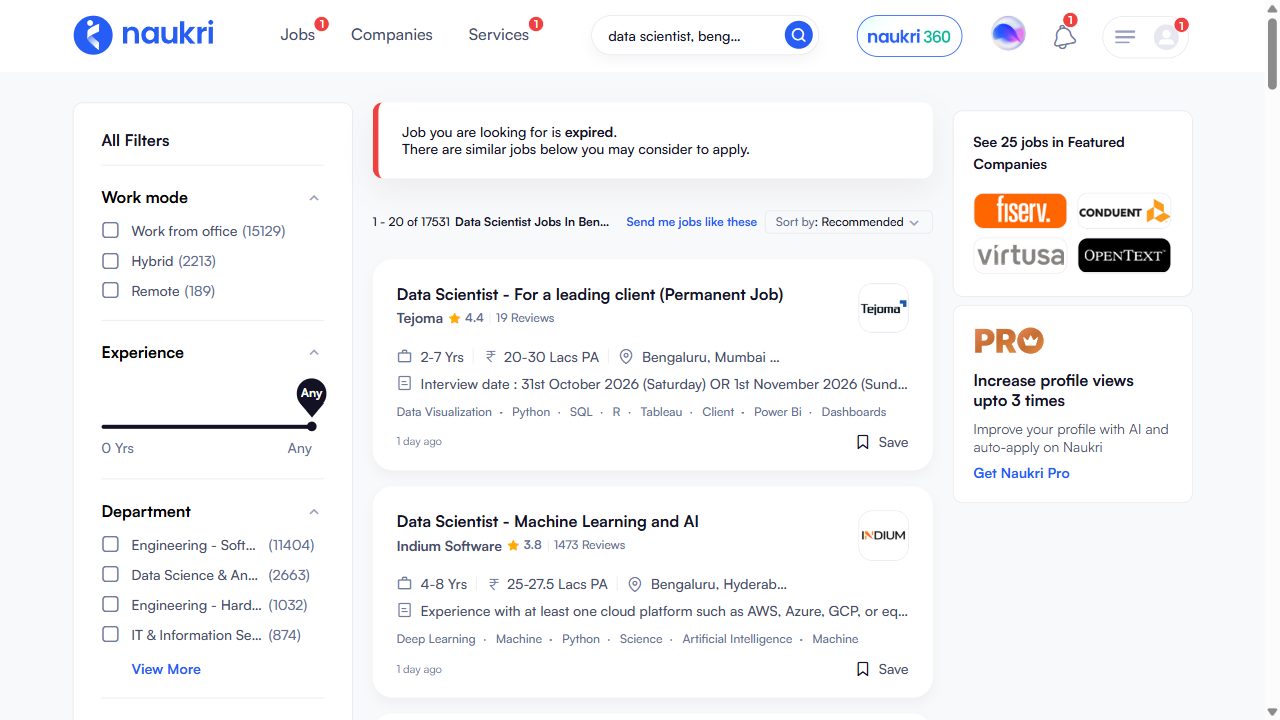 naukri
Jobs 1
Companies
Services 1
data scientist, beng...
naukri 360
1
1
All Filters
Work mode
Work from office (15129)
Hybrid (2213)
Remote (189)
Experience
Any
0 Yrs Any
Department
Engineering - Soft... (11404)
Data Science & An... (2663)
Engineering - Hard... (1032)
IT & Information Se... (874)
View More
Job you are looking for is expired.
There are similar jobs below you may consider to apply.
1 - 20 of 17531 Data Scientist Jobs In Ben... Send me jobs like these Sort by: Recommended
Data Scientist - For a leading client (Permanent Job)
Tejoma 4.4 19 Reviews
Tejoma
2-7 Yrs ₹ 20-30 Lacs PA Bengaluru, Mumbai ...
Interview date : 31st October 2026 (Saturday) OR 1st November 2026 (Sund...
Data Visualization · Python · SQL · R · Tableau · Client · Power Bi · Dashboards
1 day ago Save
Data Scientist - Machine Learning and AI
Indium Software 3.8 1473 Reviews
INDIUM
4-8 Yrs ₹ 25-27.5 Lacs PA Bengaluru, Hyderab...
Experience with at least one cloud platform such as AWS, Azure, GCP, or eq...
Deep Learning · Machine · Python · Science · Artificial Intelligence · Machine
1 day ago Save
See 25 jobs in Featured
Companies
fiserv. CONDUENT
virtusa OPENTEXT
PRO
Increase profile views
upto 3 times
Improve your profile with AI and
auto-apply on Naukri
Get Naukri Pro